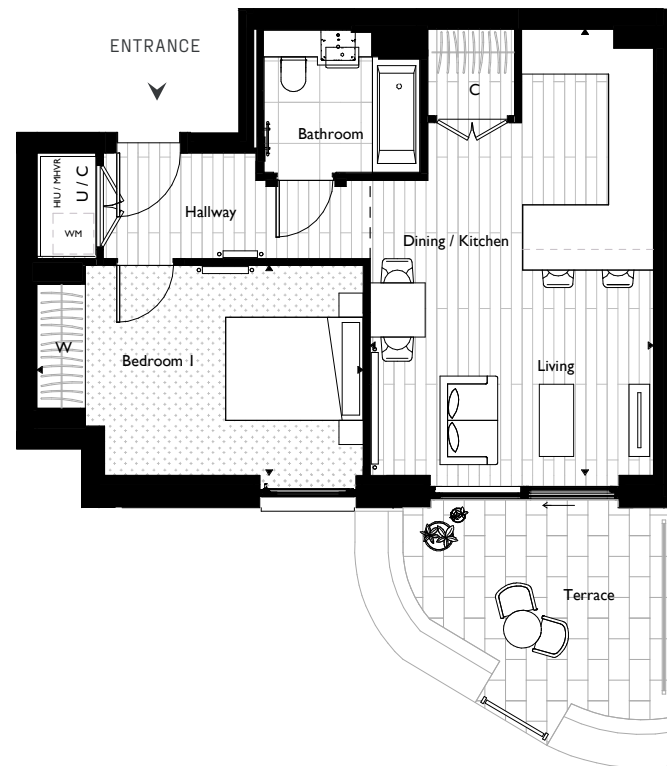 ENTRANCE
C
Bathroom
HIU / MHVR
U / C
WM
Hallway
Dining / Kitchen
W
Bedroom 1
Living
Terrace